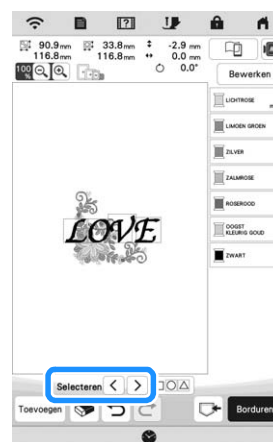 90.9mm 33.8mm -2.9 mm
116.8mm 116.8mm 0.0 mm
100% 0.0°
Bewerken
LICHTROSE
LIMOEN GROEN
ZILVER
ZALMROSE
ROSEROOD
OOGST
KLEURIG GOUD
ZWART
LOVE
Selecteren
Toevoegen Borduren